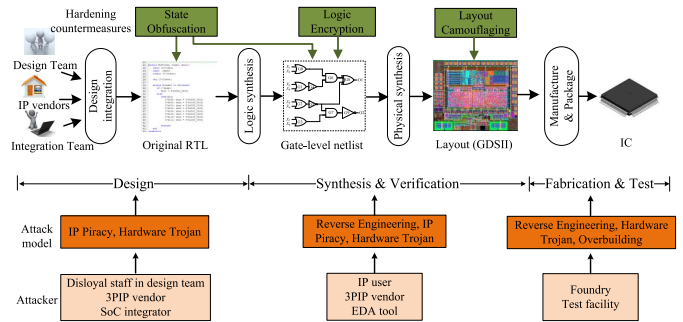 Hardening
countermeasures
State
Obfuscation
Logic
Encryption
Layout
Camouflaging
Design Team
IP vendors
Integration Team
Design
integration
Original RTL
Logic synthesis
Gate-level netlist
Physical synthesis
Layout (GDSII)
Manufacture
& Package
IC
Design
Synthesis & Verification
Fabrication & Test
Attack
model
IP Piracy, Hardware Trojan
Reverse Engineering, IP
Piracy, Hardware Trojan
Reverse Engineering, Hardware
Trojan, Overbuilding
Attacker
Disloyal staff in design team
3PIP vendor
SoC integrator
IP user
3PIP vendor
EDA tool
Foundry
Test facility